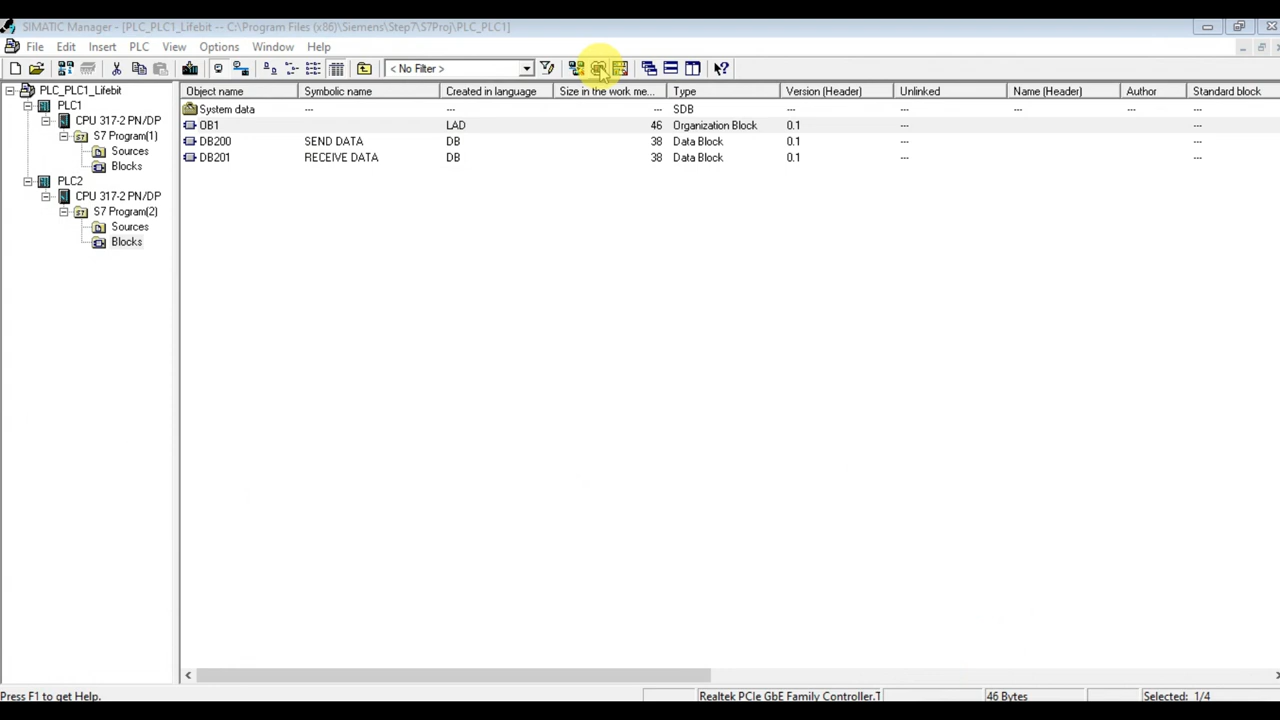 SIMATIC Manager - [PLC_PLC1_Lifebit -- C:\Program Files (x86)\Siemens\Step7\S7Proj\PLC_PLC1]
File Edit Insert PLC View Options Window Help
< No Filter >
PLC_PLC1_Lifebit
PLC1
CPU 317-2 PN/DP
S7 Program(1)
Sources
Blocks
PLC2
CPU 317-2 PN/DP
S7 Program(2)
Sources
Blocks
Object name Symbolic name Created in language Size in the work me... Type Version (Header) Unlinked Name (Header) Author Standard block
System data --- --- --- SDB --- --- --- --- ---
OB1 LAD 46 Organization Block 0.1 --- ---
DB200 SEND DATA DB 38 Data Block 0.1 --- ---
DB201 RECEIVE DATA DB 38 Data Block 0.1 --- ---
Press F1 to get Help. Realtek PCIe GbE Family Controller.T 46 Bytes Selected: 1/4